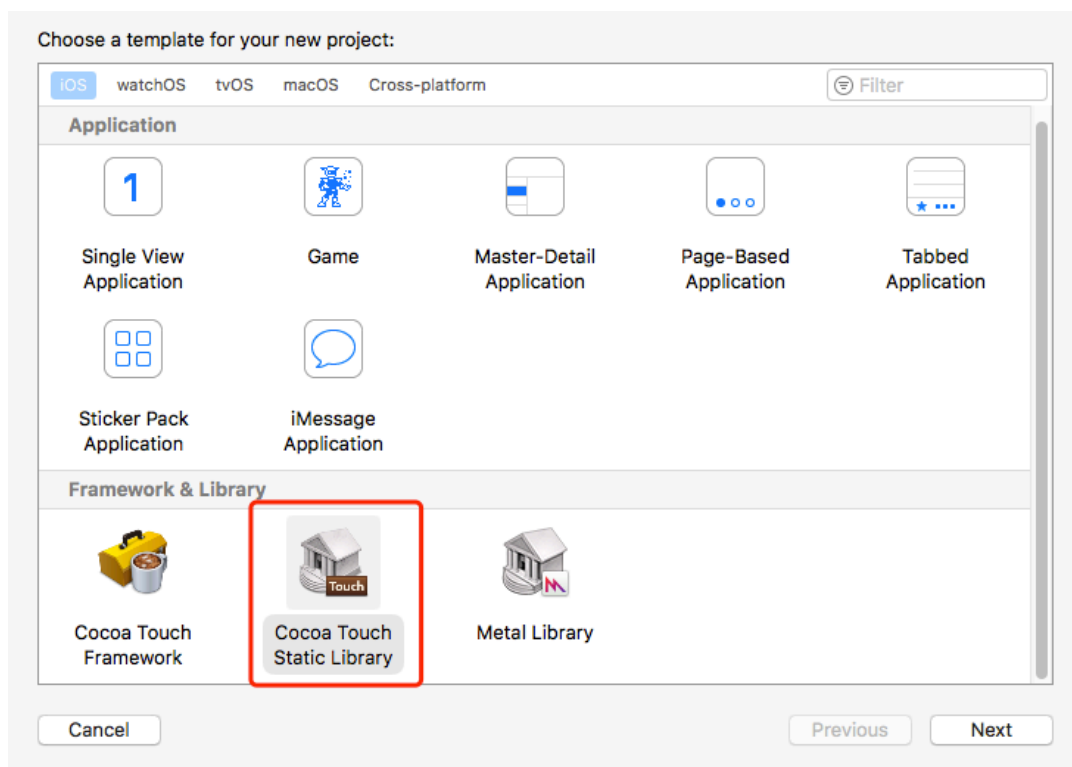 Choose a template for your new project:
iOS watchOS tvOS macOS Cross-platform Filter
Application
1
Single View Game Master-Detail Page-Based Tabbed
Application Application Application Application
Sticker Pack iMessage
Application Application
Framework & Library
Touch
Cocoa Touch Cocoa Touch Metal Library
Framework Static Library
Cancel Previous Next